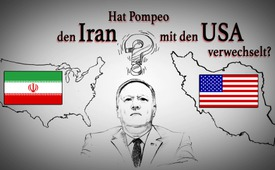 Hat Pompeo
den Iran mit den USA
verwechselt?